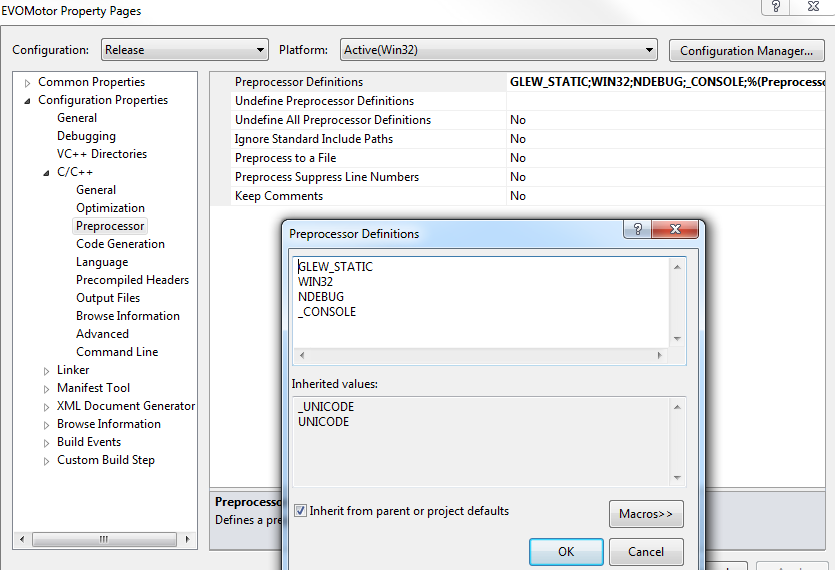 EVOMotor Property Pages
Configuration: Release Platform: Active(Win32) Configuration Manager...
Common Properties
Configuration Properties
General
Debugging
VC++ Directories
C/C++
General
Optimization
Preprocessor
Code Generation
Language
Precompiled Headers
Output Files
Browse Information
Advanced
Command Line
Linker
Manifest Tool
XML Document Generator
Browse Information
Build Events
Custom Build Step
Preprocessor Definitions GLEW_STATIC;WIN32;NDEBUG;_CONSOLE;%(Preprocesso
Undefine Preprocessor Definitions
Undefine All Preprocessor Definitions No
Ignore Standard Include Paths No
Preprocess to a File No
Preprocess Suppress Line Numbers No
Keep Comments No
Preprocesso
Defines a pre
Preprocessor Definitions
GLEW_STATIC
WIN32
NDEBUG
_CONSOLE
Inherited values:
_UNICODE
UNICODE
Inherit from parent or project defaults
Macros>>
OK Cancel